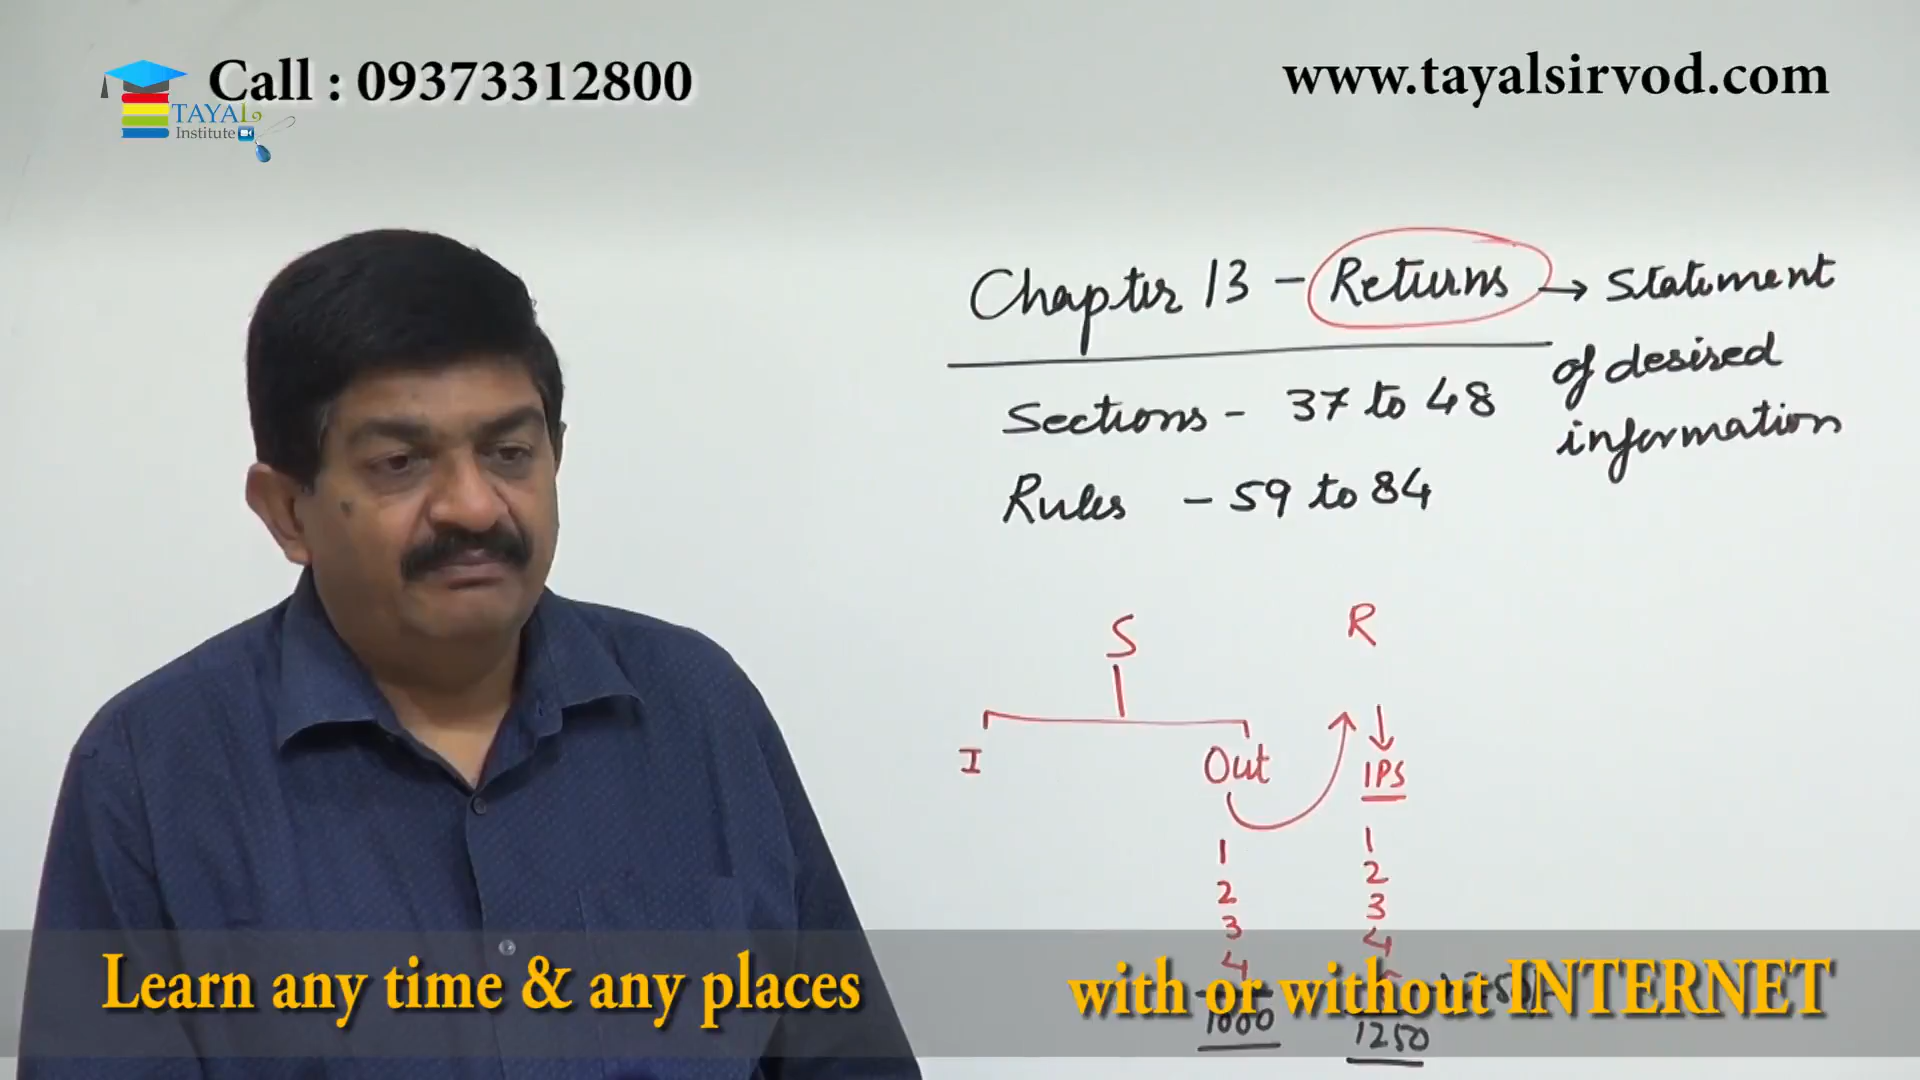 Call : 09373312800
www.tayalsirvod.com
TAYAL
Institute
Chapter 13 - Returns → Statement
of desired
information
Sections - 37 to 48
Rules - 59 to 84
S
R
I
Out
IPS
1
2
3
4
1000
1
2
3
4
1250
Learn any time & any places
with or without INTERNET